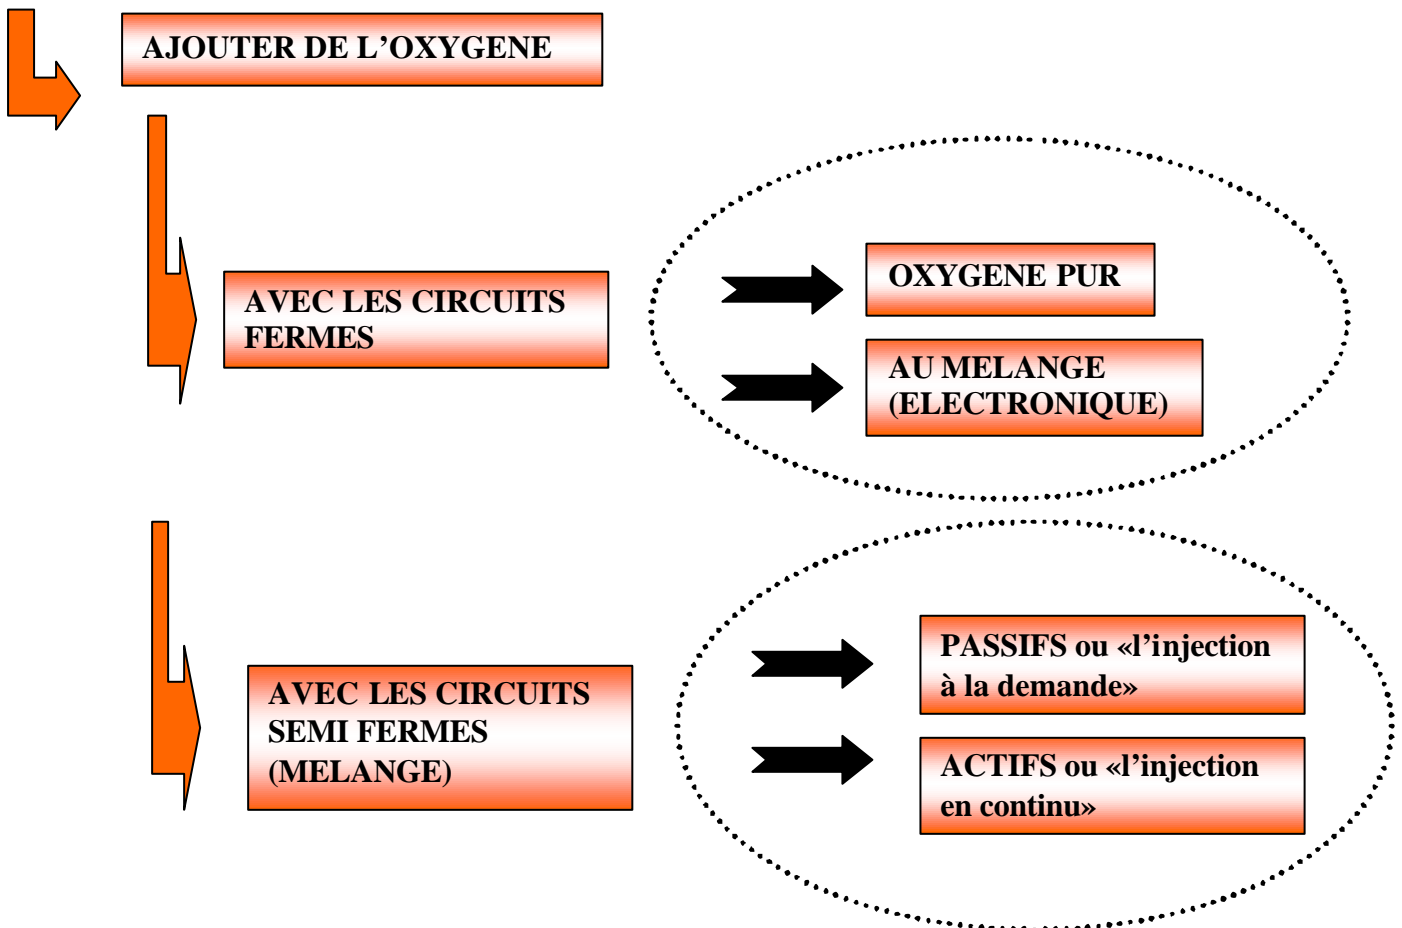 AJOUTER DE L’OXYGENE
AVEC LES CIRCUITS
FERMES
OXYGENE PUR
AU MELANGE
(ELECTRONIQUE)
AVEC LES CIRCUITS
SEMI FERMES
(MELANGE)
PASSIFS ou «l’injection
à la demande»
ACTIFS ou «l’injection
en continu»